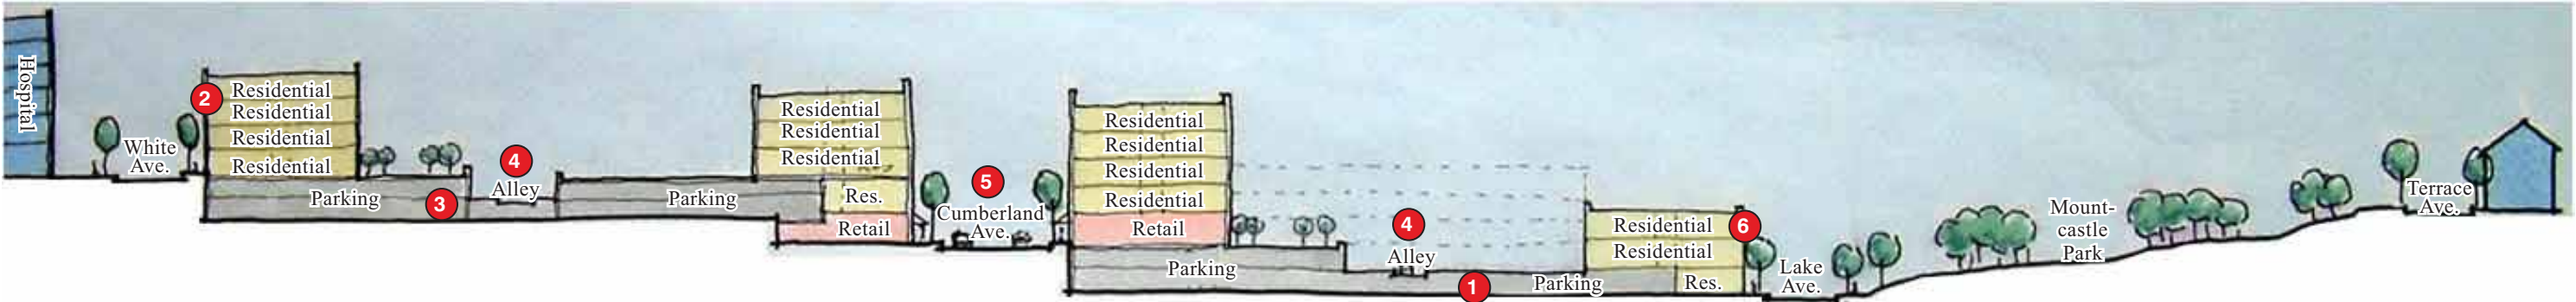 Hospital
White
Ave.
2
Residential
Residential
Residential
Residential
Parking
3
4
Alley
Parking
Residential
Residential
Residential
Res.
Retail
5
Cumberland
Ave.
Residential
Residential
Residential
Residential
Retail
Parking
4
Alley
1
Parking
Residential
Residential
Res.
6
Lake
Ave.
Mount-
castle
Park
Terrace
Ave.